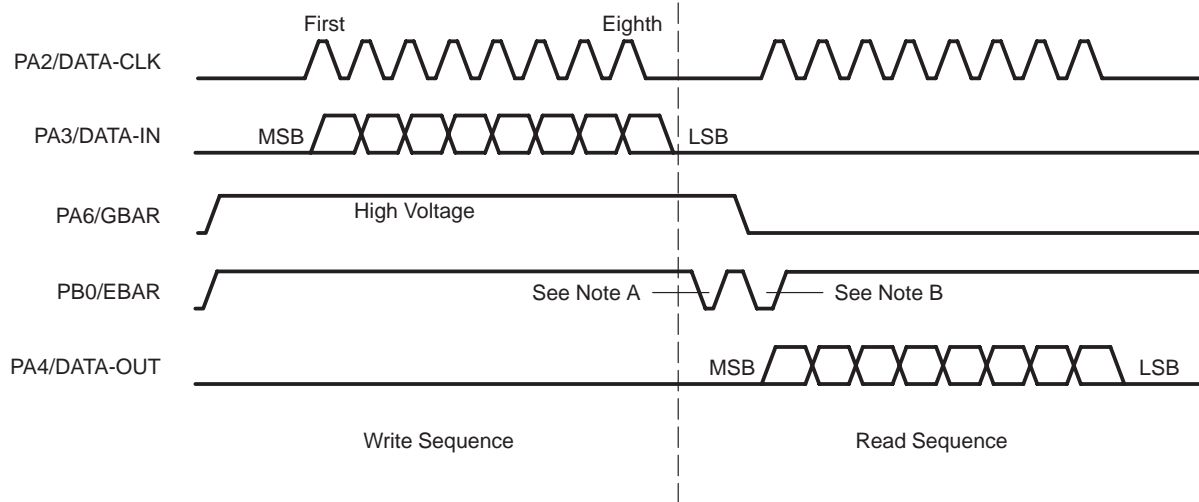 First Eighth
PA2/DATA-CLK
PA3/DATA-IN MSB LSB
PA6/GBAR High Voltage
PB0/EBAR See Note A See Note B
PA4/DATA-OUT MSB LSB
Write Sequence Read Sequence